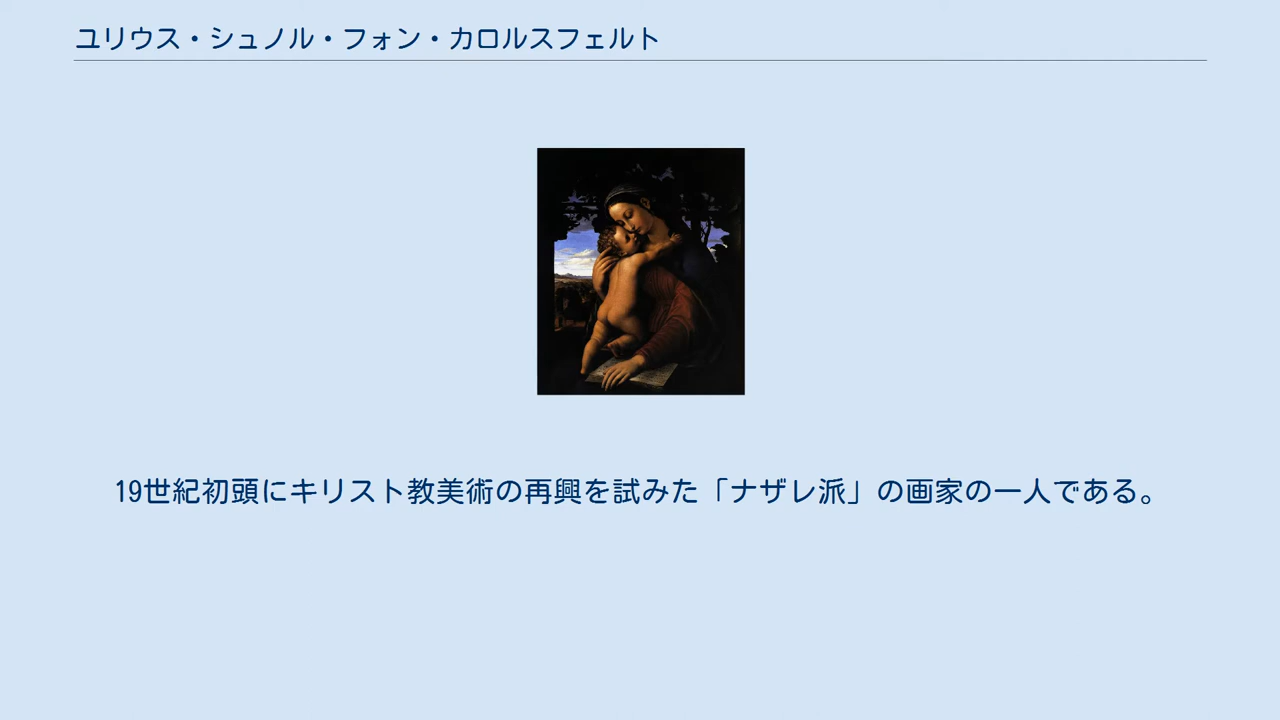 ユリウス・シュノル・フォン・カロルスフェルト
19世紀初頭にキリスト教美術の再興を試みた「ナザレ派」の画家の一人である。